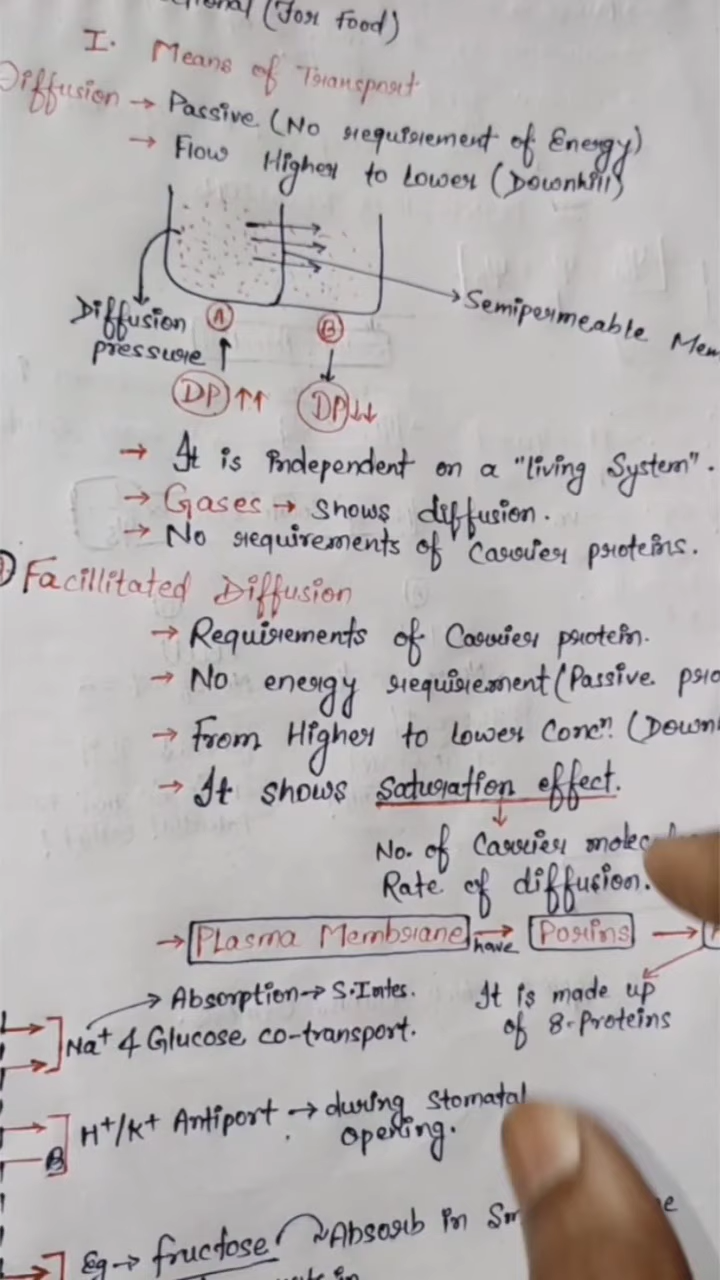 (For Food)
I. Means of Transport
Diffusion → Passive (No requirement of Energy)
→ Flow Higher to Lower (Downhill)
Diffusion pressure
A
B
→ Semipermeable
DP ↑↑
DP ↓↓
→ It is independent on a "living System".
→ Gases → shows diffusion.
→ No requirements of Carrier proteins.
Facillitated Diffusion
→ Requirements of Carrier protein.
→ No energy requirement (Passive
→ From Higher to Lower Concn. (Down
→ It shows Saturation effect.
No. of Carrier
Rate of diffusion.
→ Plasma Membrane have → Porins →
→ Absorption → S.Intes.
It is made up
of 8-Proteins
Na+ & Glucose co-transport.
H+/K+ Antiport → during Stomatal
opening.
B
Eg → fructose Absorb in